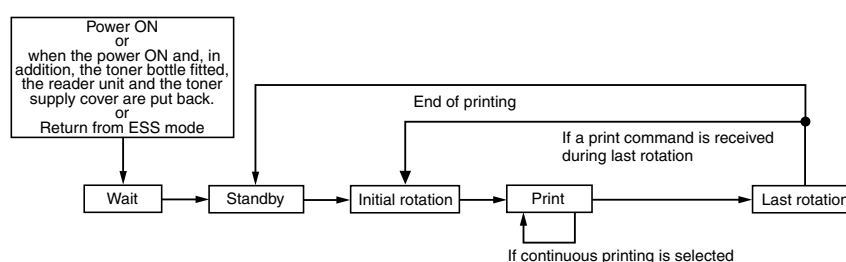 Power ON
or
when the power ON and, in
addition, the toner bottle fitted,
the reader unit and the toner
supply cover are put back.
or
Return from ESS mode
End of printing
If a print command is received
during last rotation
Wait
Standby
Initial rotation
Print
Last rotation
If continuous printing is selected